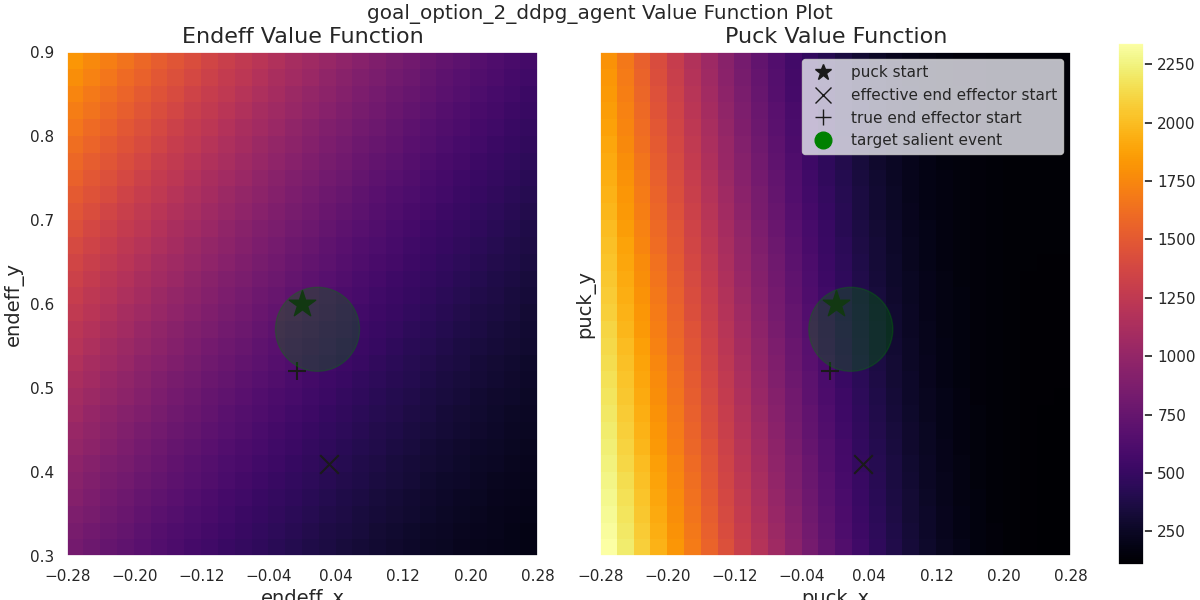 goal_option_2_ddpg_agent Value Function Plot
Endeff Value Function
Puck Value Function
0.9
0.8
0.7
0.6
0.5
0.4
0.3
endeff_y
−0.28 −0.20 −0.12 −0.04 0.04 0.12 0.20 0.28
endeff_x
puck_y
puck start
effective end effector start
true end effector start
target salient event
−0.28 −0.20 −0.12 −0.04 0.04 0.12 0.20 0.28
puck_x
2250
2000
1750
1500
1250
1000
750
500
250